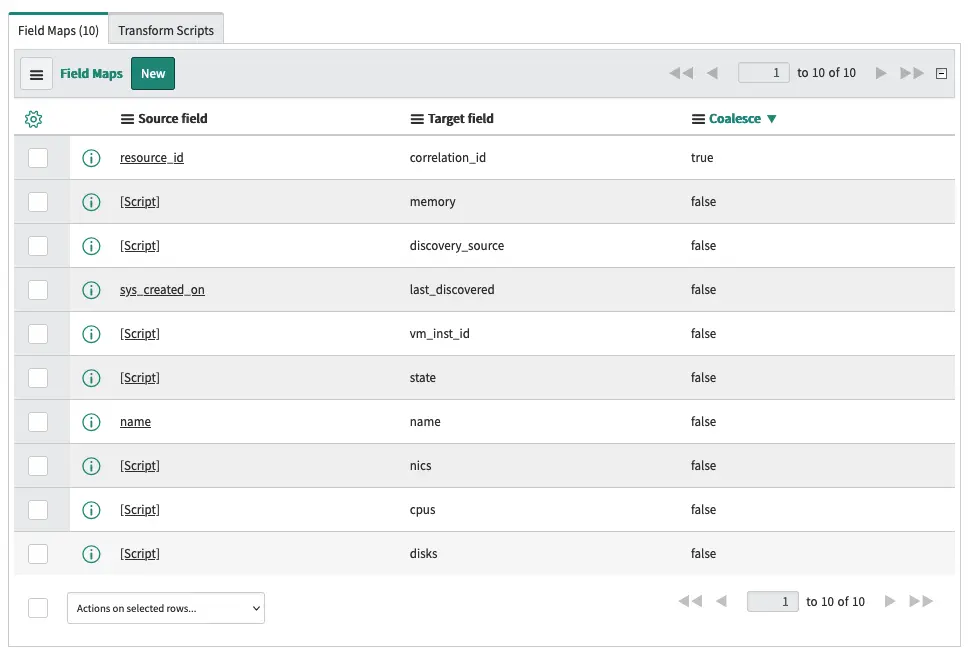 Field Maps (10) Transform Scripts
Field Maps New 1 to 10 of 10
Source field Target field Coalesce
resource_id correlation_id true
[Script] memory false
[Script] discovery_source false
sys_created_on last_discovered false
[Script] vm_inst_id false
[Script] state false
name name false
[Script] nics false
[Script] cpus false
[Script] disks false
Actions on selected rows... 1 to 10 of 10